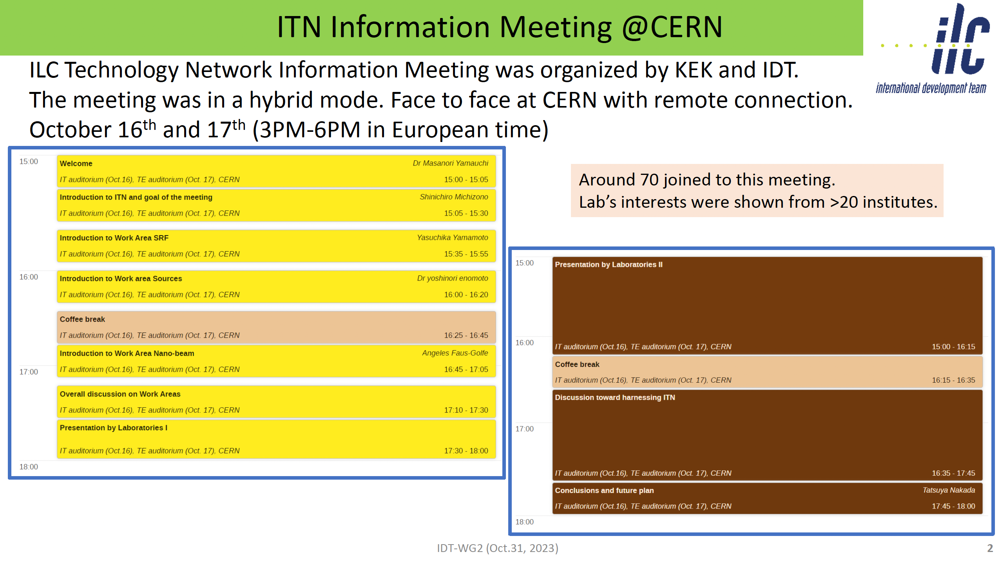 ITN Information Meeting @CERN
ilc
international development team
ILC Technology Network Information Meeting was organized by KEK and IDT.
The meeting was in a hybrid mode. Face to face at CERN with remote connection.
October 16th and 17th (3PM-6PM in European time)
15:00
Welcome Dr Masanori Yamauchi
IT auditorium (Oct.16), TE auditorium (Oct. 17), CERN 15:00 - 15:05
Introduction to ITN and goal of the meeting Shinichiro Michizono
IT auditorium (Oct.16), TE auditorium (Oct. 17), CERN 15:05 - 15:30
Introduction to Work Area SRF Yasuchika Yamamoto
IT auditorium (Oct.16), TE auditorium (Oct. 17), CERN 15:35 - 15:55
16:00
Introduction to Work area Sources Dr yoshinori enomoto
IT auditorium (Oct.16), TE auditorium (Oct. 17), CERN 16:00 - 16:20
Coffee break
IT auditorium (Oct.16), TE auditorium (Oct. 17), CERN 16:25 - 16:45
Introduction to Work Area Nano-beam Angeles Faus-Golfe
IT auditorium (Oct.16), TE auditorium (Oct. 17), CERN 16:45 - 17:05
17:00
Overall discussion on Work Areas
IT auditorium (Oct.16), TE auditorium (Oct. 17), CERN 17:10 - 17:30
Presentation by Laboratories I
IT auditorium (Oct.16), TE auditorium (Oct. 17), CERN 17:30 - 18:00
18:00
Around 70 joined to this meeting.
Lab’s interests were shown from >20 institutes.
15:00
Presentation by Laboratories II
16:00
IT auditorium (Oct.16), TE auditorium (Oct. 17), CERN 15:00 - 16:15
Coffee break
IT auditorium (Oct.16), TE auditorium (Oct. 17), CERN 16:15 - 16:35
Discussion toward harnessing ITN
17:00
IT auditorium (Oct.16), TE auditorium (Oct. 17), CERN 16:35 - 17:45
Conclusions and future plan Tatsuya Nakada
IT auditorium (Oct.16), TE auditorium (Oct. 17), CERN 17:45 - 18:00
18:00
IDT-WG2 (Oct.31, 2023)
2